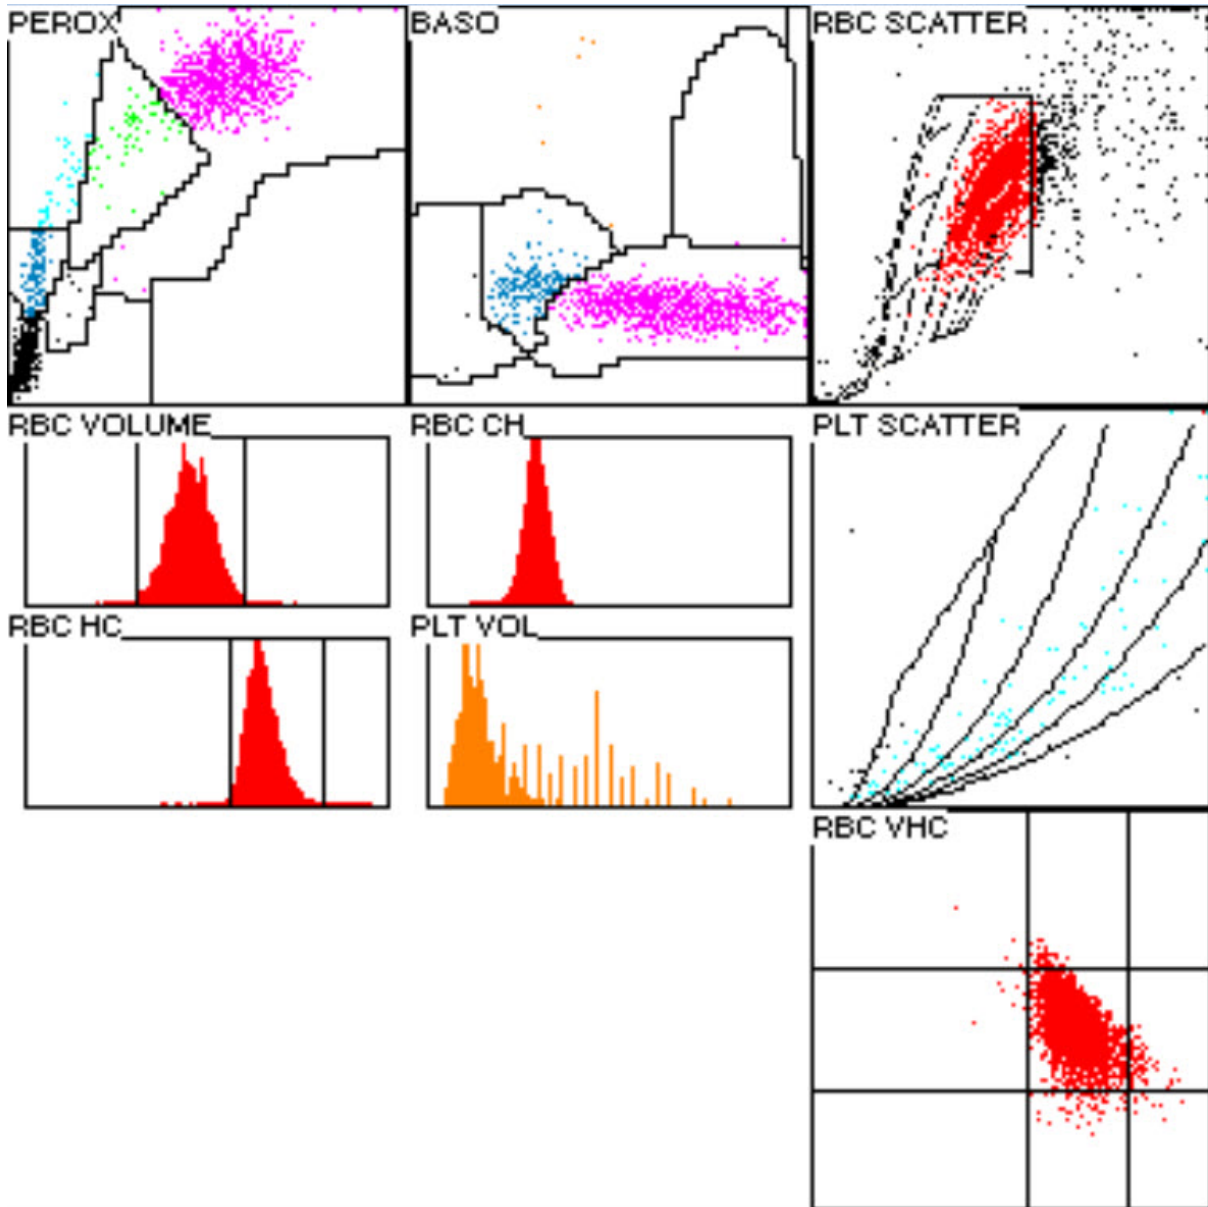 PEROX
BASO
RBC SCATTER
RBC VOLUME
RBC CH
PLT SCATTER
RBC HC
PLT VOL
RBC VHC